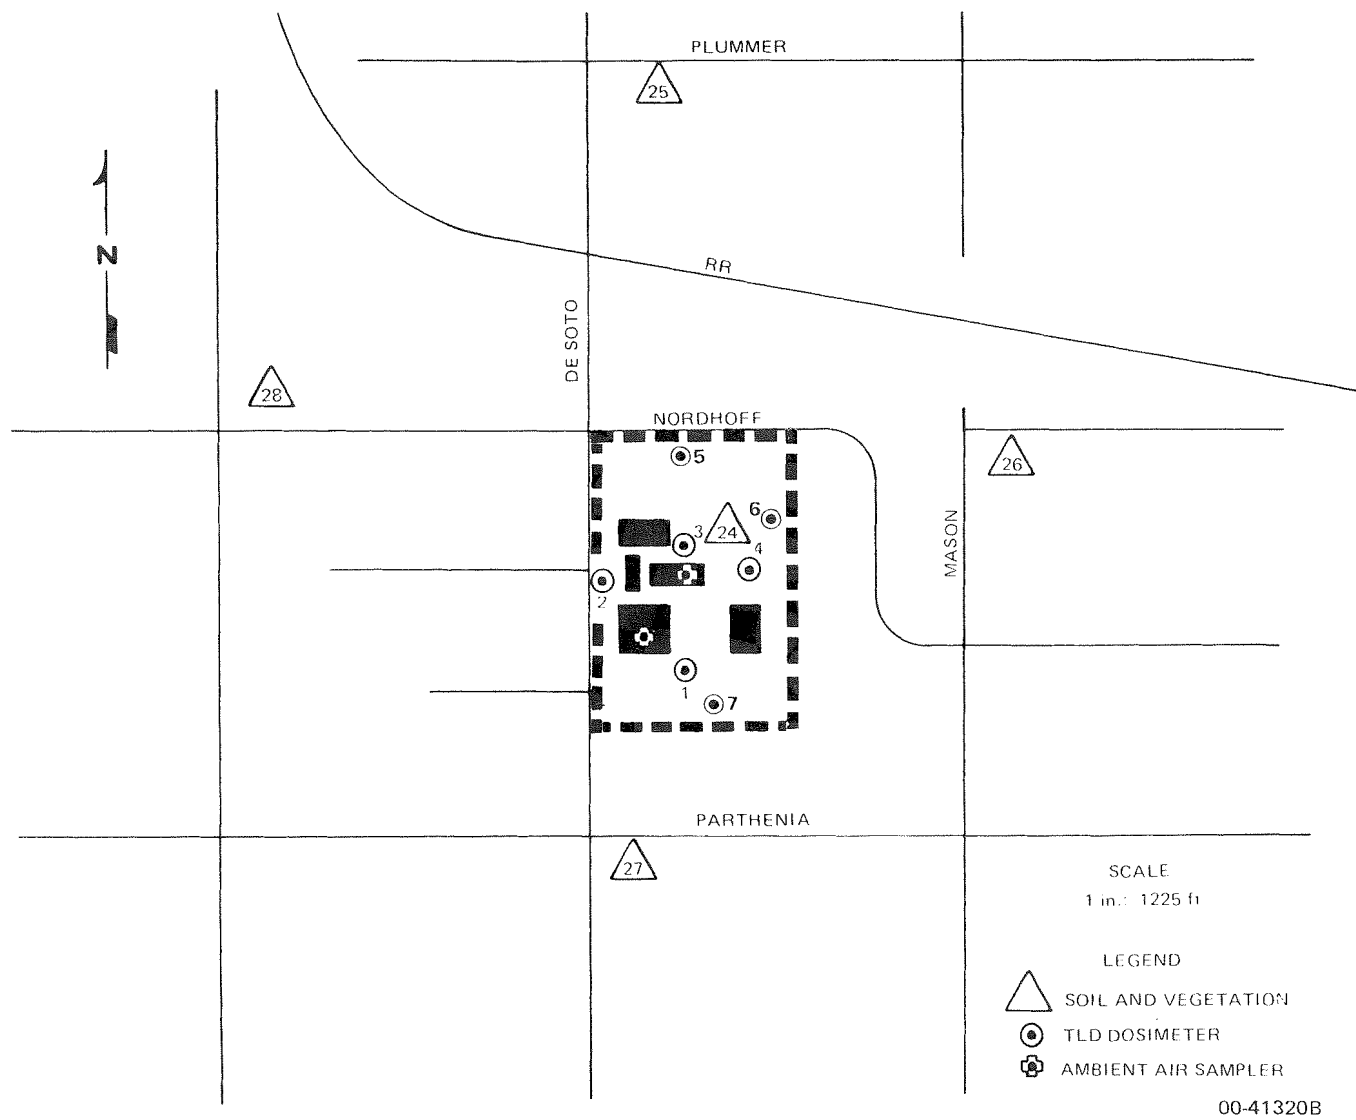 PLUMMER
25
N
RR
DE SOTO
28
NORDHOFF
5
26
6
24
3
4
MASON
2
1
7
PARTHENIA
27
SCALE
1 in.: 1225 ft
LEGEND
SOIL AND VEGETATION
TLD DOSIMETER
AMBIENT AIR SAMPLER
00-41320B